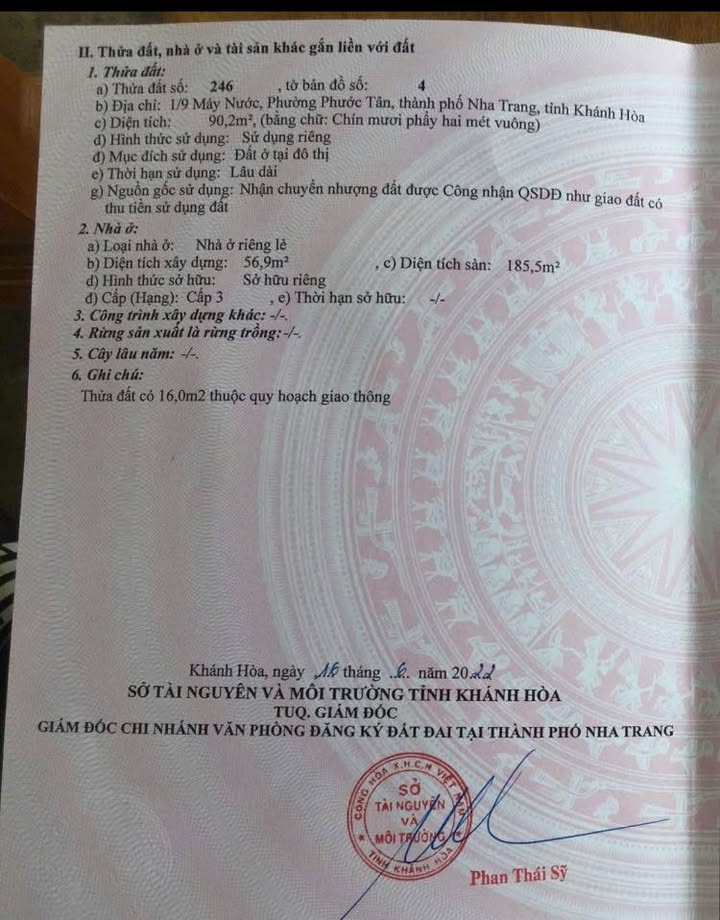 II. Thửa đất, nhà ở và tài sản khác gắn liền với đất
1. Thửa đất:
a) Thửa đất số: 246 , tờ bản đồ số: 4
b) Địa chỉ: 1/9 Máy Nước, Phường Phước Tân, thành phố Nha Trang, tỉnh Khánh Hòa
c) Diện tích: 90,2m², (bằng chữ: Chín mươi phẩy hai mét vuông)
d) Hình thức sử dụng: Sử dụng riêng
đ) Mục đích sử dụng: Đất ở tại đô thị
e) Thời hạn sử dụng: Lâu dài
g) Nguồn gốc sử dụng: Nhận chuyển nhượng đất được Công nhận QSDĐ như giao đất có
thu tiền sử dụng đất
2. Nhà ở:
a) Loại nhà ở: Nhà ở riêng lẻ
b) Diện tích xây dựng: 56,9m² , c) Diện tích sàn: 185,5m²
d) Hình thức sở hữu: Sở hữu riêng
đ) Cấp (Hạng): Cấp 3 , e) Thời hạn sở hữu: -/-
3. Công trình xây dựng khác: -/-.
4. Rừng sản xuất là rừng trồng: -/-.
5. Cây lâu năm: -/-.
6. Ghi chú:
Thửa đất có 16,0m2 thuộc quy hoạch giao thông
Khánh Hòa, ngày 16 tháng 6 năm 2022
SỞ TÀI NGUYÊN VÀ MÔI TRƯỜNG TỈNH KHÁNH HÒA
TUQ. GIÁM ĐỐC
GIÁM ĐỐC CHI NHÁNH VĂN PHÒNG ĐĂNG KÝ ĐẤT ĐAI TẠI THÀNH PHỐ NHA TRANG
CỘNG HÒA X.H.C.N VIỆT NAM
SỞ
TÀI NGUYÊN
VÀ
MÔI TRƯỜNG
TỈNH KHÁNH HÒA
Phan Thái Sỹ